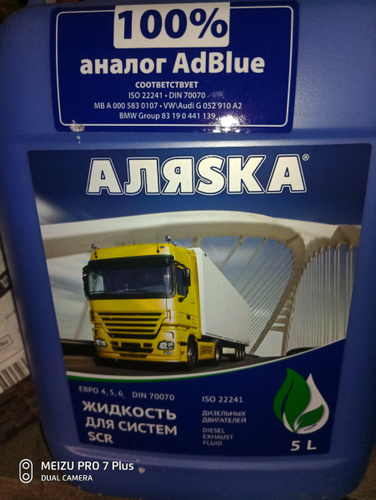 100%
аналог AdBlue
СООТВЕТСТВУЕТ
ISO 22241 • DIN 70070
MB A 000 583 0107 • VW\Audi G 052 910 A2
BMW Group 83 19 0 441 139
АЛЯSКА®
ЕВРО 4, 5, 6, DIN 70070
ISO 22241
ЖИДКОСТЬ
ДЛЯ СИСТЕМ
SCR
ДИЗЕЛЬНЫХ
ДВИГАТЕЛЕЙ
DIESEL
EXHAUST
FLUID
5 L
MEIZU PRO 7 Plus
DUAL CAMERA